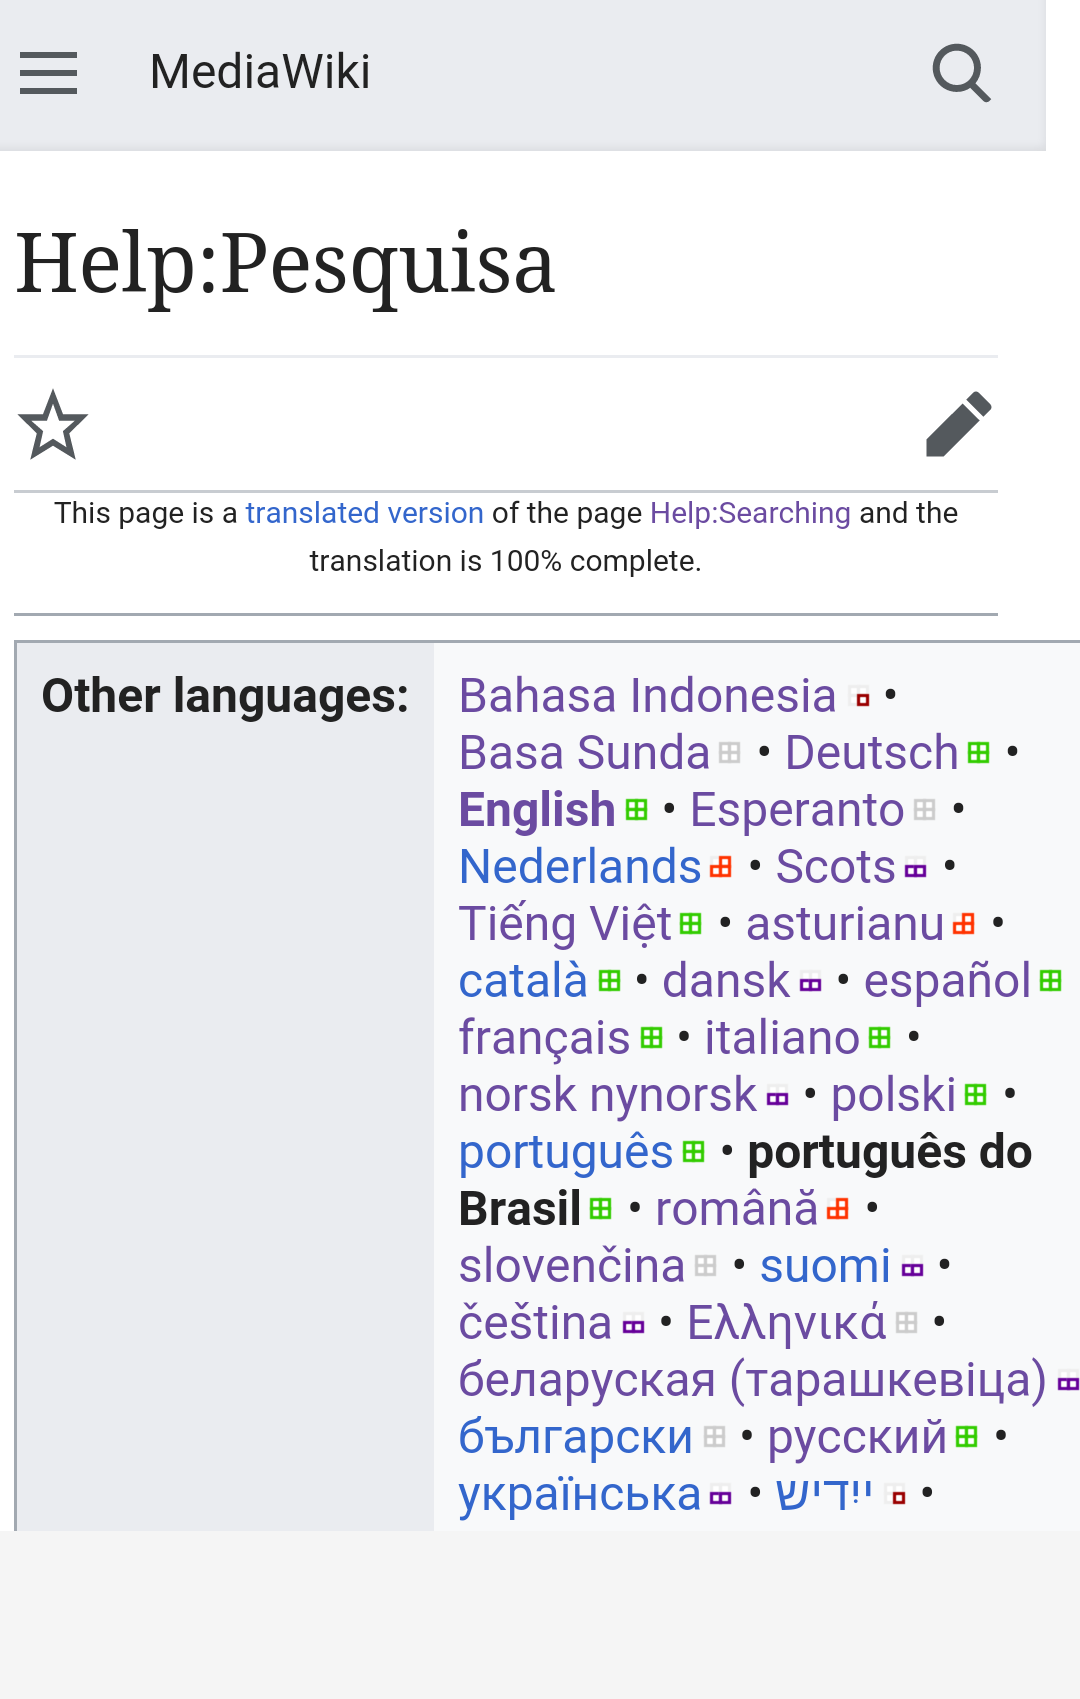 MediaWiki
Help:Pesquisa
This page is a translated version of the page Help:Searching and the
translation is 100% complete.
Other languages:
Bahasa Indonesia •
Basa Sunda • Deutsch •
English • Esperanto •
Nederlands • Scots •
Tiếng Việt • asturianu •
català • dansk • español
français • italiano •
norsk nynorsk • polski •
português • português do
Brasil • română •
slovenčina • suomi •
čeština • Ελληνικά •
беларуская (тарашкевіца)
български • русский •
українська • ייִדיש •